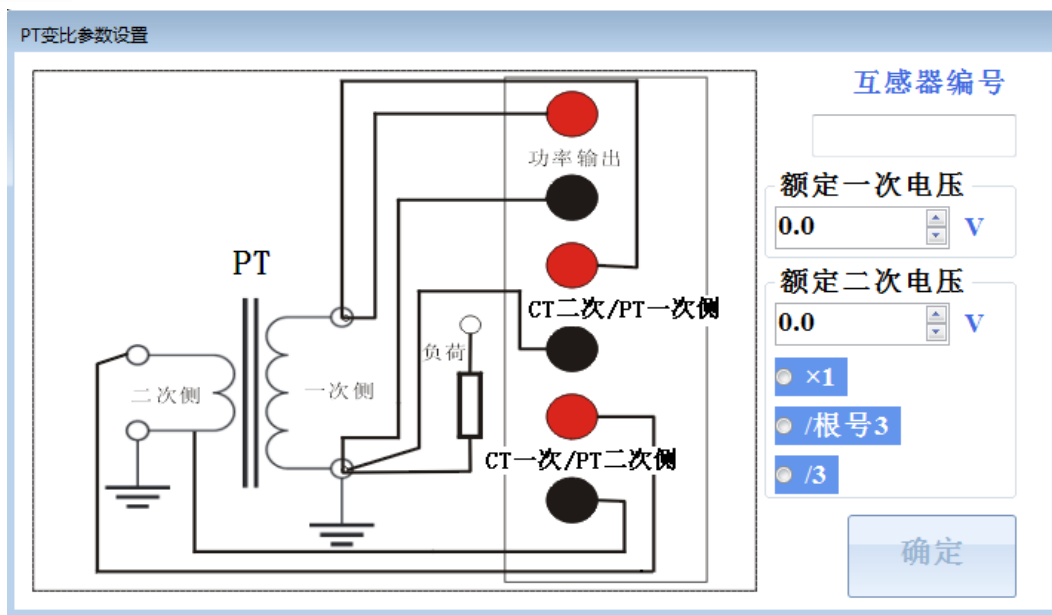 PT变比参数设置
互感器编号
功率输出
额定一次电压
0.0 V
PT
CT二次/PT一次侧
额定二次电压
0.0 V
负荷
二次侧
一次侧
×1
/根号3
CT一次/PT二次侧
/3
确定